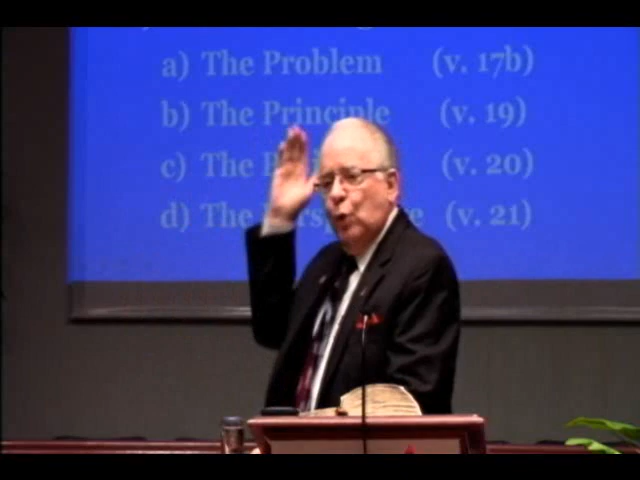 a) The Problem (v. 17b)
b) The Principle (v. 19)
c) The (v. 20)
d) The (v. 21)